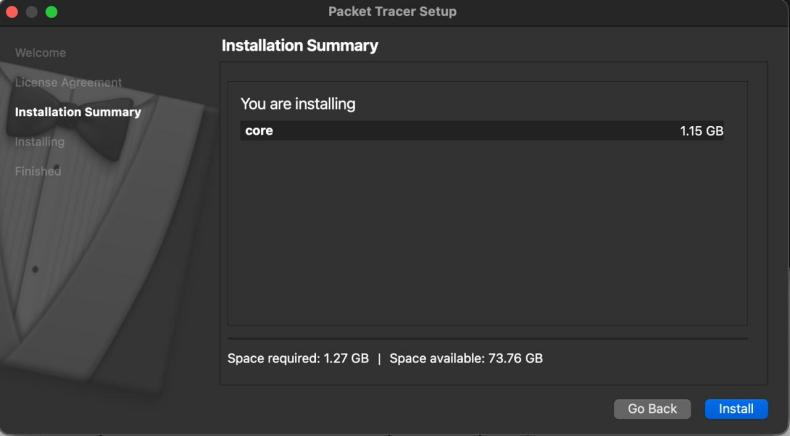 Packet Tracer Setup
Welcome
License Agreement
Installation Summary
Installing
Finished
Installation Summary
You are installing
core 1.15 GB
Space required: 1.27 GB | Space available: 73.76 GB
Go Back Install